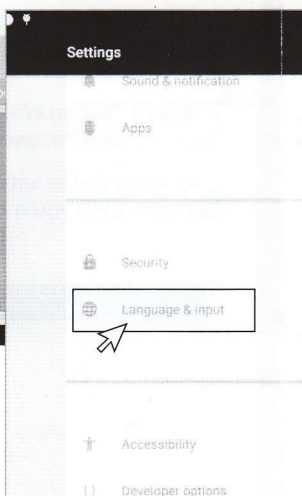 Settings
Sound & notification
Apps
Security
Language & input
Accessibility
Developer options